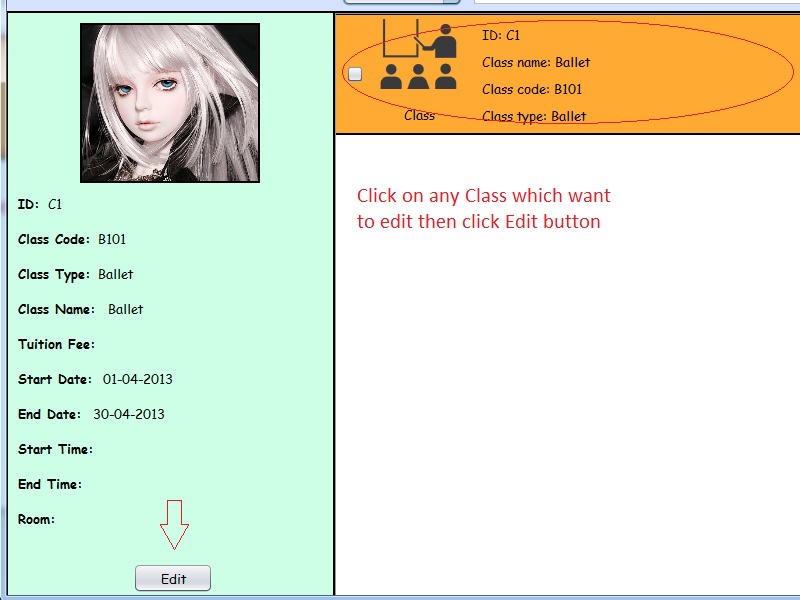 ID: C1
Class Code: B101
Class Type: Ballet
Class Name: Ballet
Tuition Fee:
Start Date: 01-04-2013
End Date: 30-04-2013
Start Time:
End Time:
Room:
Edit
ID: C1
Class name: Ballet
Class code: B101
Class type: Ballet
Class
Click on any Class which want
to edit then click Edit button